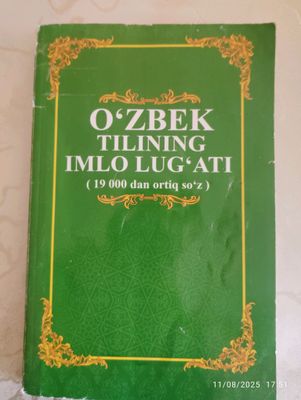 O‘ZBEK
TILINING
IMLO LUG‘ATI
( 19 000 dan ortiq so‘z )
11/08/2025 17:51